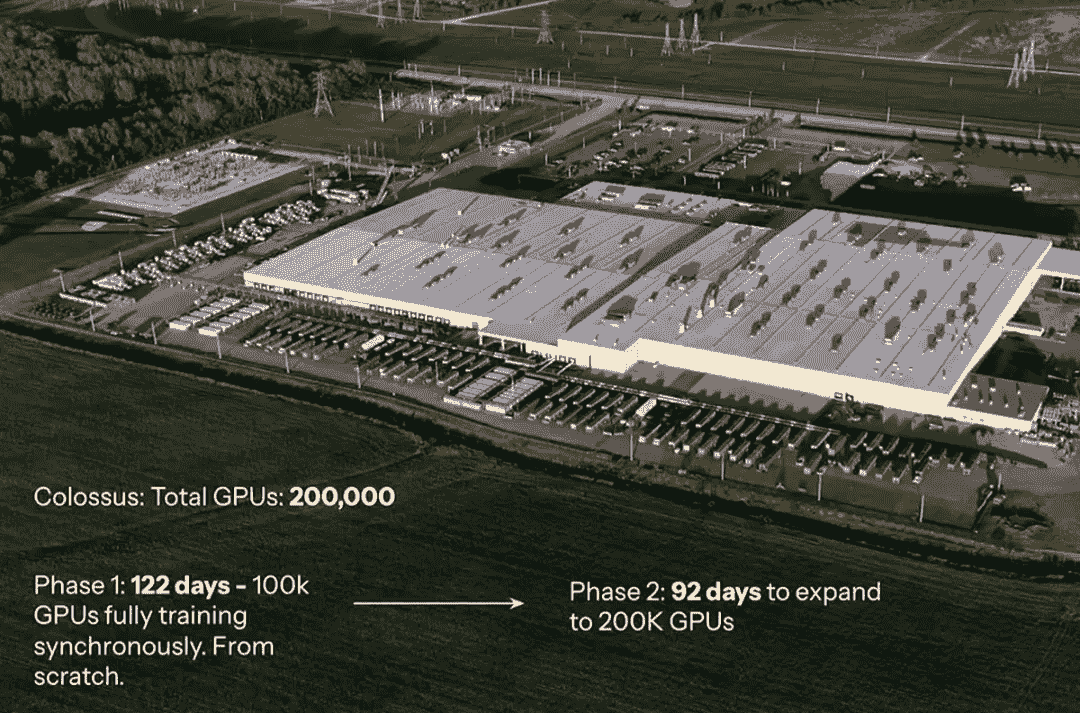 Colossus: Total GPUs: 200,000
Phase 1: 122 days - 100k
GPUs fully training
synchronously. From
scratch.
Phase 2: 92 days to expand
to 200K GPUs